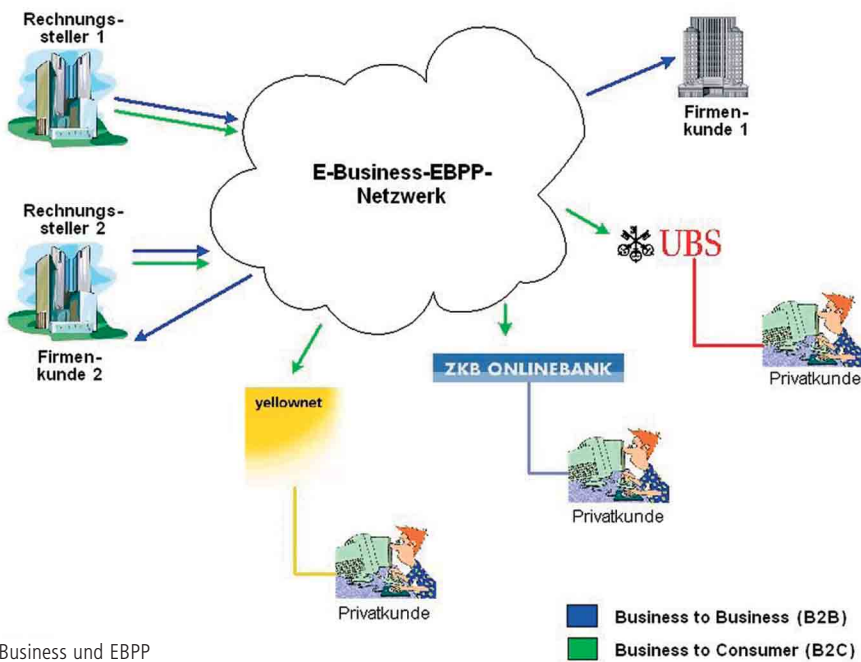 Rechnungs-
steller 1
Firmen-
kunde 1
E-Business-EBPP-
Netzwerk
Rechnungs-
steller 2
Firmen-
kunde 2
UBS
Privatkunde
ZKB ONLINEBANK
Privatkunde
yellownet
Privatkunde
Business to Business (B2B)
Business to Consumer (B2C)
Business und EBPP